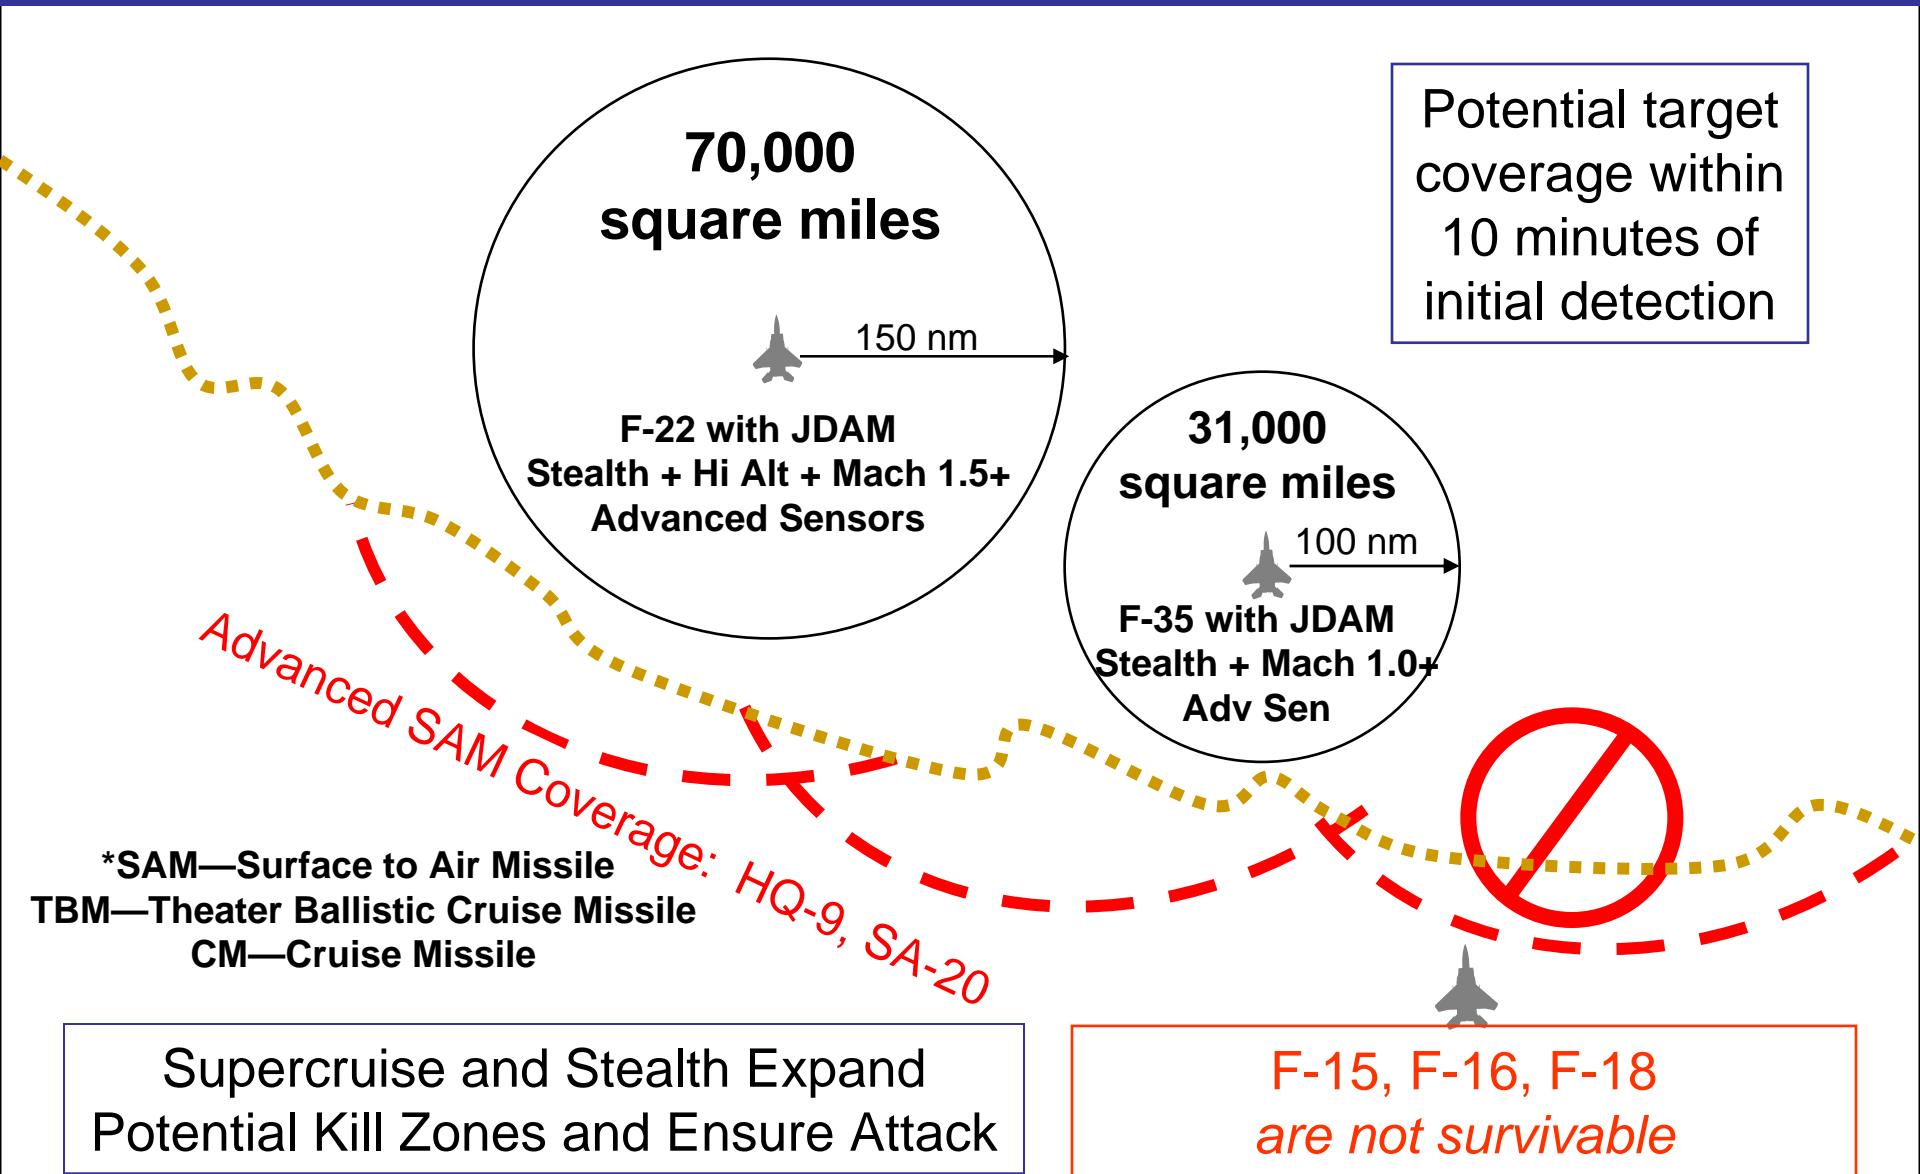 70,000
square miles
150 nm
F-22 with JDAM
Stealth + Hi Alt + Mach 1.5+
Advanced Sensors
Potential target
coverage within
10 minutes of
initial detection
31,000
square miles
100 nm
F-35 with JDAM
Stealth + Mach 1.0+
Adv Sen
Advanced SAM Coverage: HQ-9, SA-20
*SAM—Surface to Air Missile
TBM—Theater Ballistic Cruise Missile
CM—Cruise Missile
Supercruise and Stealth Expand
Potential Kill Zones and Ensure Attack
F-15, F-16, F-18
are not survivable